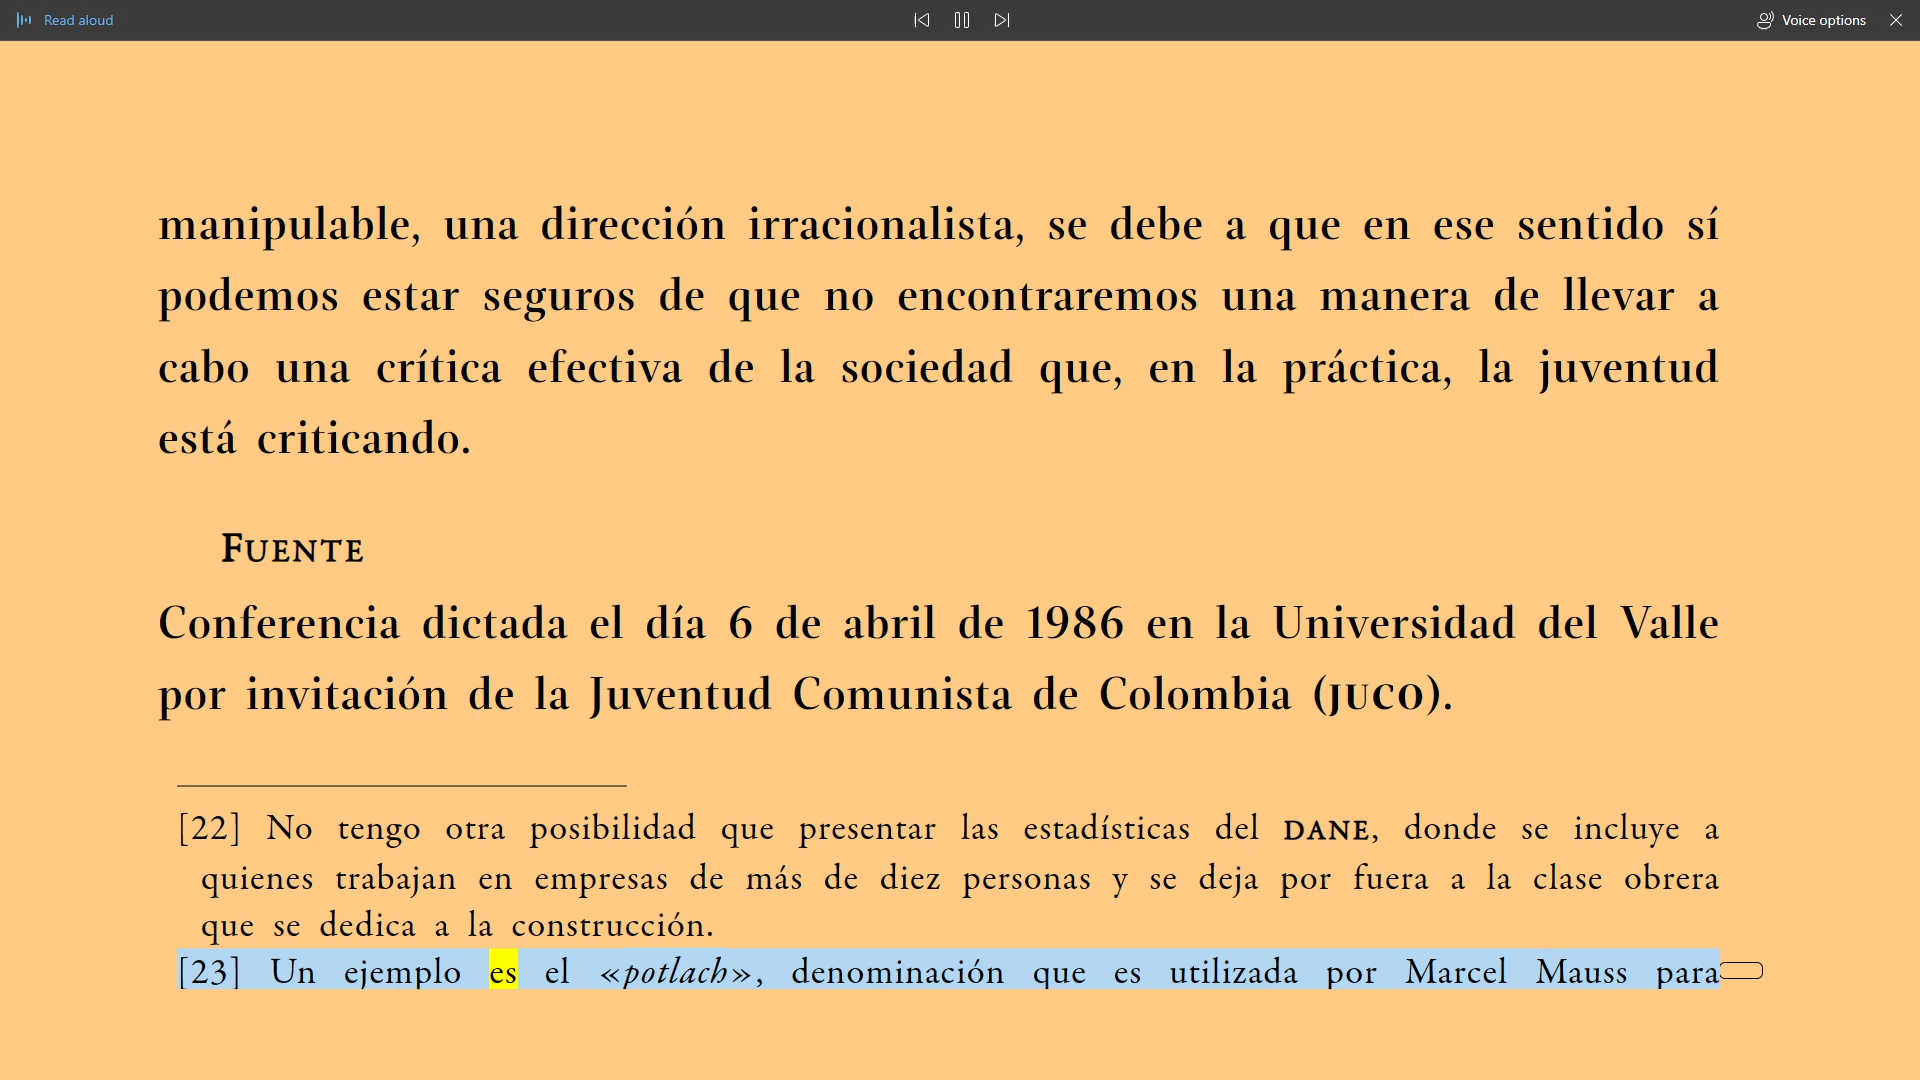 Read aloud
Voice options
manipulable, una dirección irracionalista, se debe a que en ese sentido sí
podemos estar seguros de que no encontraremos una manera de llevar a
cabo una crítica efectiva de la sociedad que, en la práctica, la juventud
está criticando.
FUENTE
Conferencia dictada el día 6 de abril de 1986 en la Universidad del Valle
por invitación de la Juventud Comunista de Colombia (JUCO).
[22] No tengo otra posibilidad que presentar las estadísticas del DANE, donde se incluye a
quienes trabajan en empresas de más de diez personas y se deja por fuera a la clase obrera
que se dedica a la construcción.
[23] Un ejemplo es el «potlach», denominación que es utilizada por Marcel Mauss para